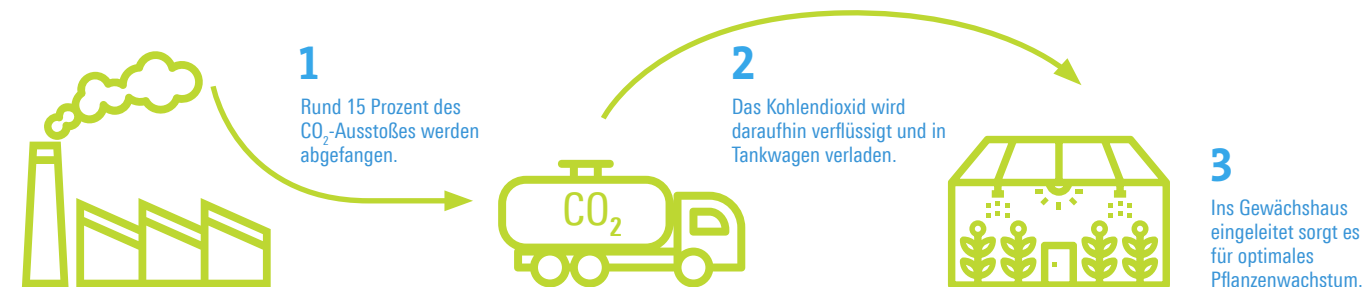 1
Rund 15 Prozent des
CO₂-Ausstoßes werden
abgefangen.
CO₂
2
Das Kohlendioxid wird
daraufhin verflüssigt und in
Tankwagen verladen.
3
Ins Gewächshaus
eingeleitet sorgt es
für optimales
Pflanzenwachstum.